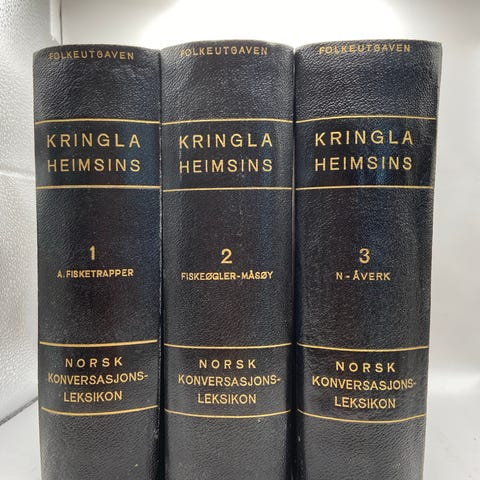 FOLKEUTGAVEN
KRINGLA
HEIMSINS
1
A. FISKETRAPPER
NORSK
KONVERSASJONS-
LEKSIKON
FOLKEUTGAVEN
KRINGLA
HEIMSINS
2
FISKEØGLER-MÅSØY
NORSK
KONVERSASJONS-
LEKSIKON
FOLKEUTGAVEN
KRINGLA
HEIMSINS
3
N-ÅVERK
NORSK
KONVERSASJONS-
LEKSIKON